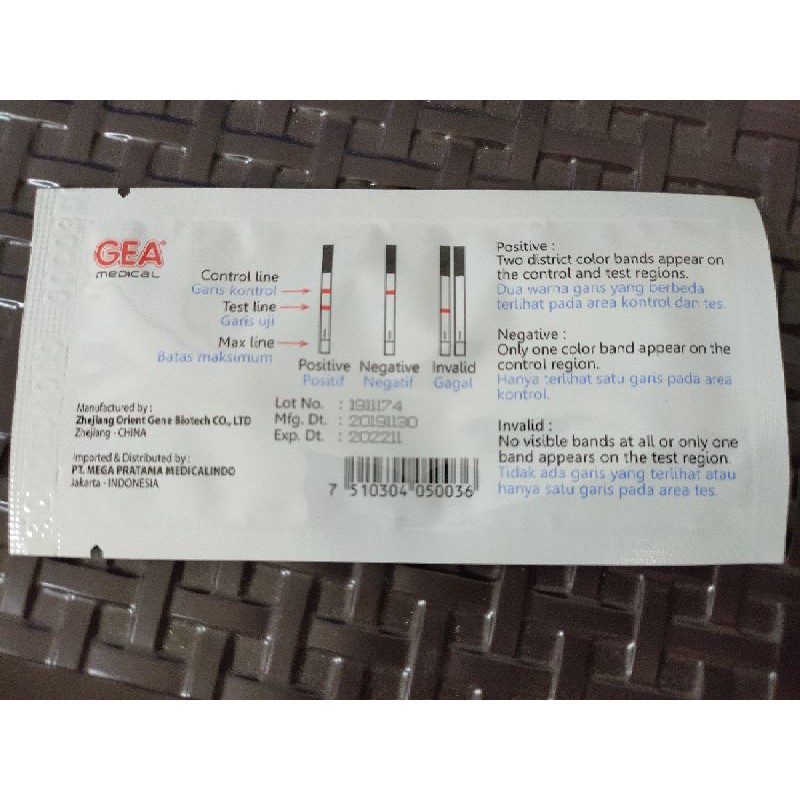 GEA
medical
Control line
Garis kontrol
Test line
Garis uji
Max line
Batas maksimum
Positive Negative Invalid
Positif Negatif Gagal
Manufactured by :
Zhejiang Orient Gene Biotech CO., LTD
Zhejiang - CHINA
Imported & Distributed by :
PT. MEGA PRATAMA MEDICALINDO
Jakarta - INDONESIA
Lot No. : 1911174
Mfg. Dt. : 20191130
Exp. Dt. : 202211
7 510304 050036
Positive :
Two district color bands appear on
the control and test regions.
Dua warna garis yang berbeda
terlihat pada area kontrol dan tes.
Negative :
Only one color band appear on the
control region.
Hanya terlihat satu garis pada area
kontrol.
Invalid :
No visible bands at all or only one
band appears on the test region.
Tidak ada garis yang terlihat atau
hanya satu garis pada area tes.